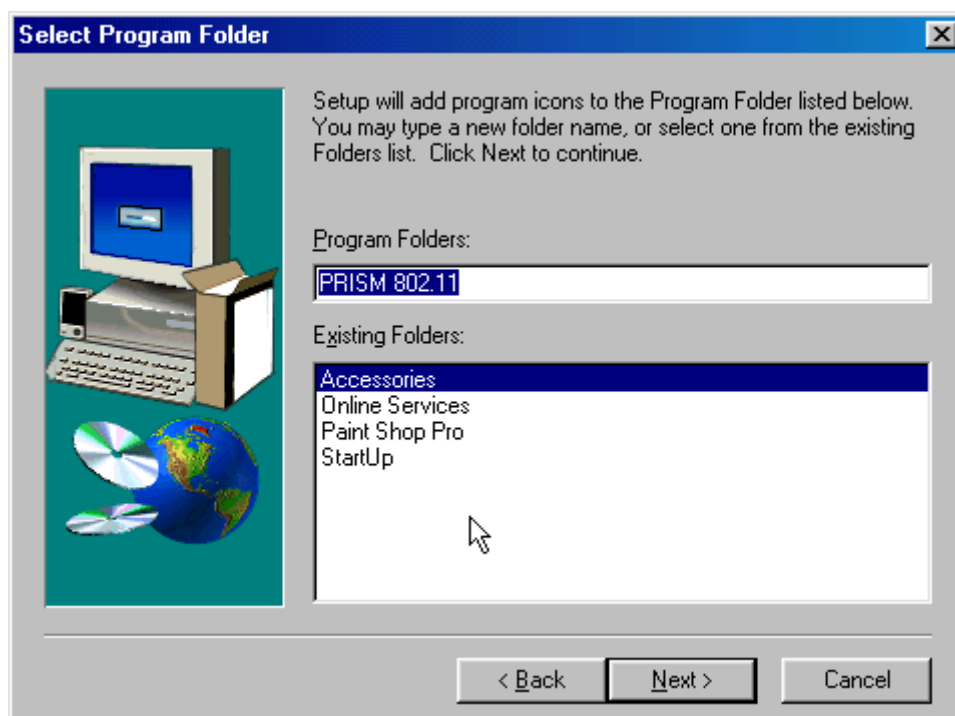 Select Program Folder
Setup will add program icons to the Program Folder listed below.
You may type a new folder name, or select one from the existing
Folders list.  Click Next to continue.
Program Folders:
PRISM 802.11
Existing Folders:
Accessories
Online Services
Paint Shop Pro
StartUp
< Back
Next >
Cancel